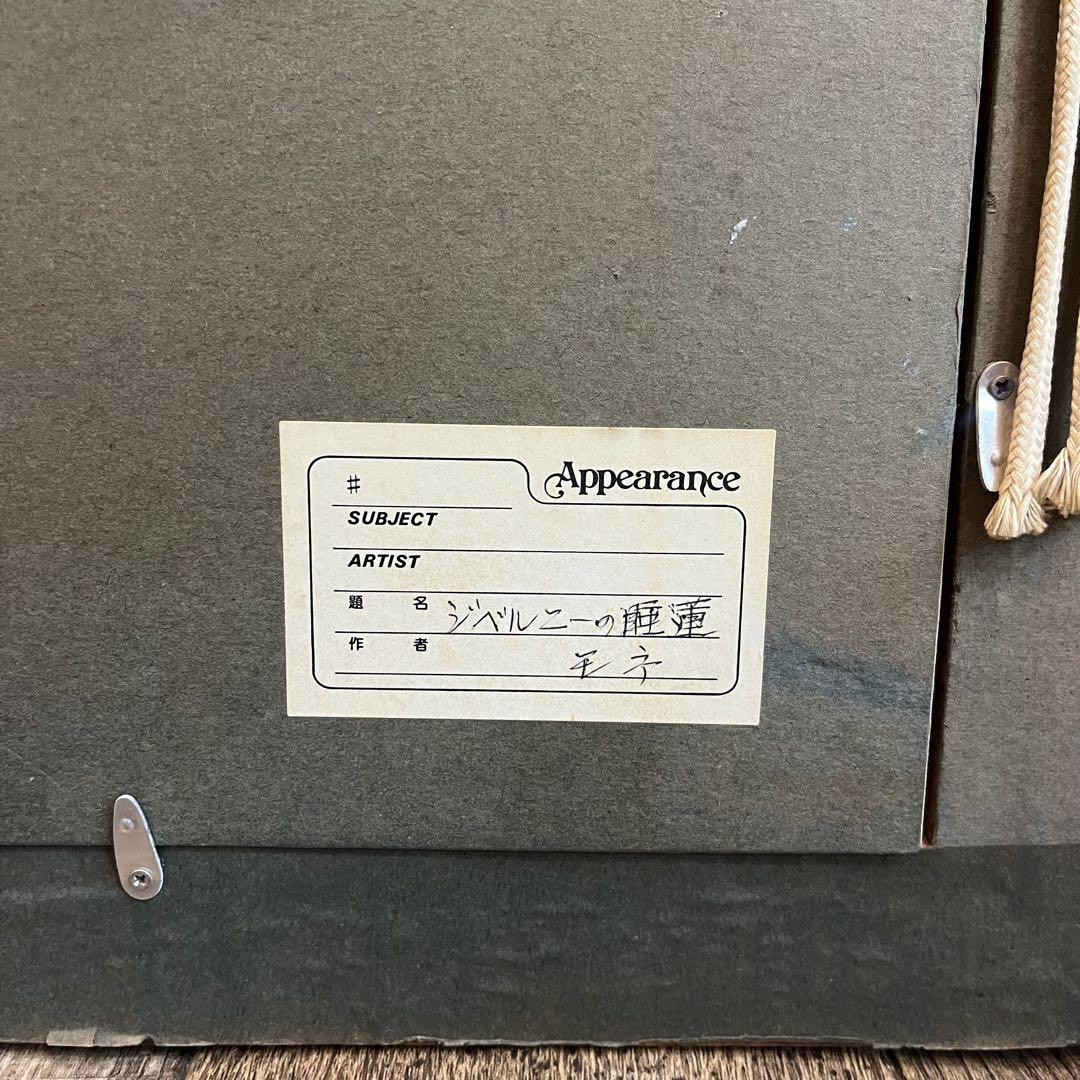 # Appearance
SUBJECT
ARTIST
題 名 ジベルニーの睡蓮
作 者 モネ